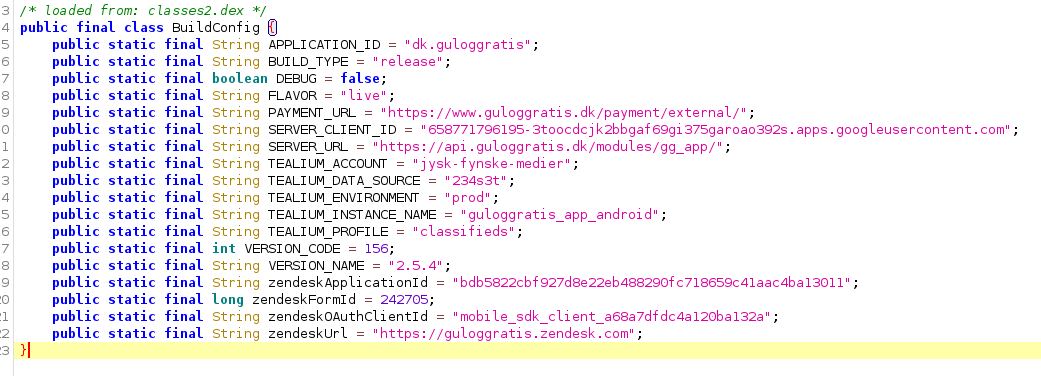 3 /* loaded from: classes2.dex */
4 public final class BuildConfig {
5 public static final String APPLICATION_ID = "dk.guloggratis";
6 public static final String BUILD_TYPE = "release";
7 public static final boolean DEBUG = false;
8 public static final String FLAVOR = "live";
9 public static final String PAYMENT_URL = "https://www.guloggratis.dk/payment/external/";
0 public static final String SERVER_CLIENT_ID = "658771796195-3toocdcjk2bbgaf69gi375garoao392s.apps.googleusercontent.com";
1 public static final String SERVER_URL = "https://api.guloggratis.dk/modules/gg_app/";
2 public static final String TEALIUM_ACCOUNT = "jysk-fynske-medier";
3 public static final String TEALIUM_DATA_SOURCE = "234s3t";
4 public static final String TEALIUM_ENVIRONMENT = "prod";
5 public static final String TEALIUM_INSTANCE_NAME = "guloggratis_app_android";
6 public static final String TEALIUM_PROFILE = "classifieds";
7 public static final int VERSION_CODE = 156;
8 public static final String VERSION_NAME = "2.5.4";
9 public static final String zendeskApplicationId = "bdb5822cbf927d8e22eb488290fc718659c41aac4ba13011";
20 public static final long zendeskFormId = 242705;
21 public static final String zendeskOAuthClientId = "mobile_sdk_client_a68a7dfdc4a120ba132a";
22 public static final String zendeskUrl = "https://guloggratis.zendesk.com";
23 }